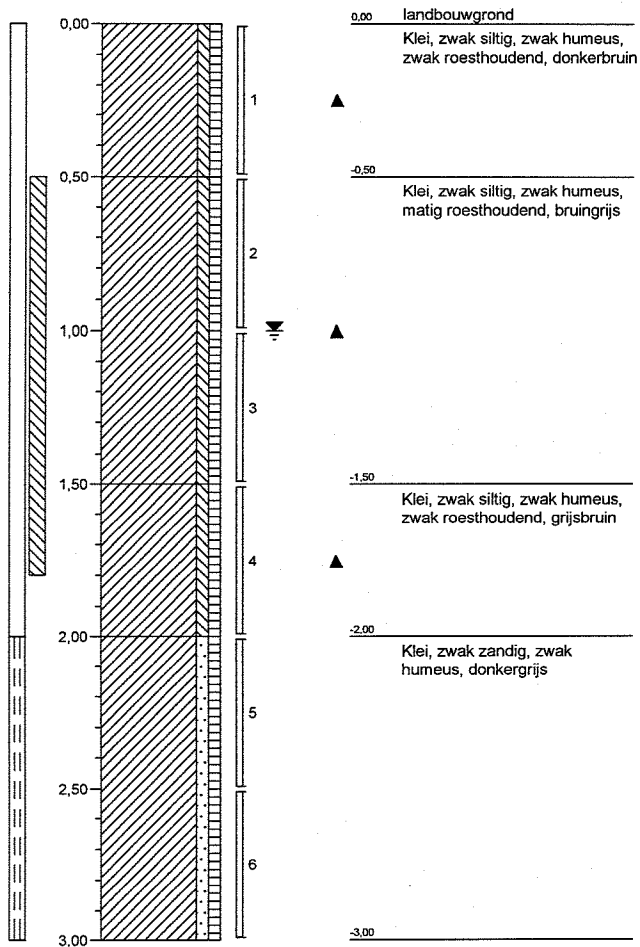 0,00
0,50
1,00
1,50
2,00
2,50
3,00
1
2
3
4
5
6
0,00
landbouwgrond
Klei, zwak siltig, zwak humeus,
zwak roesthoudend, donkerbruin
-0,50
Klei, zwak siltig, zwak humeus,
matig roesthoudend, bruingrijs
-1,50
Klei, zwak siltig, zwak humeus,
zwak roesthoudend, grijsbruin
-2,00
Klei, zwak zandig, zwak
humeus, donkergrijs
-3,00